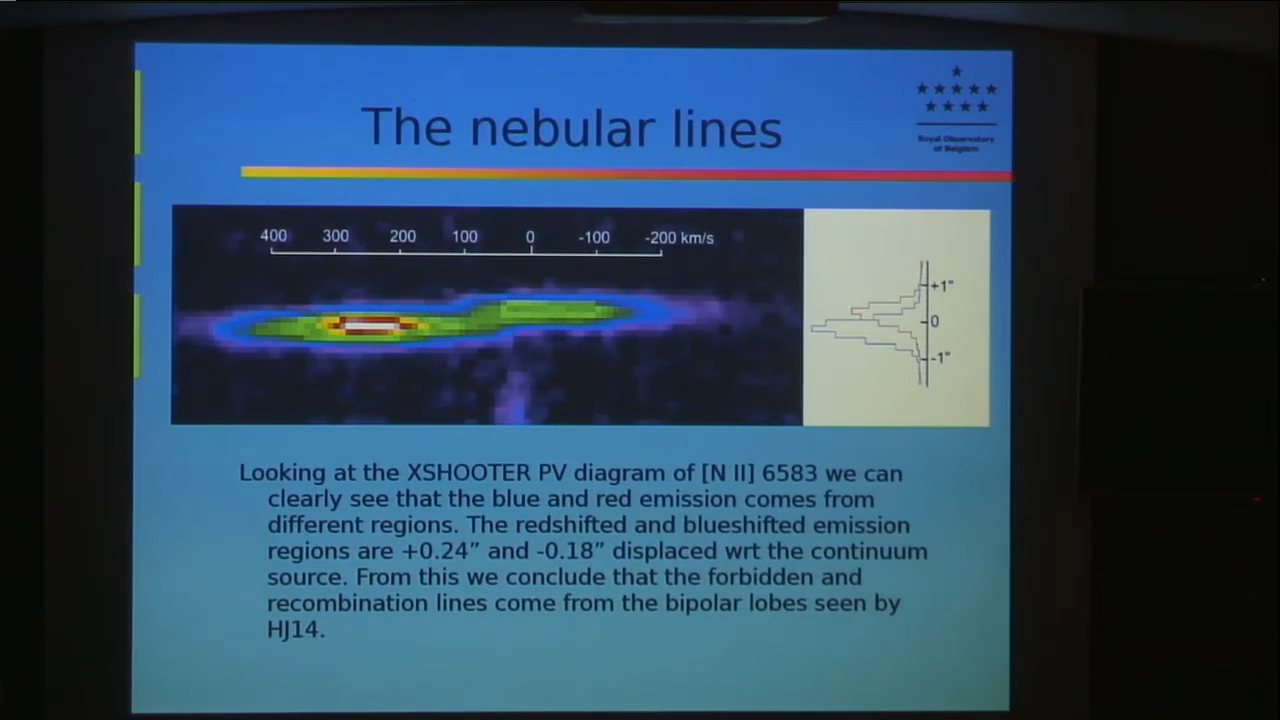 The nebular lines
Royal Observatory
of Belgium
400 300 200 100 0 -100 -200 km/s
+1"
0
-1"
Looking at the XSHOOTER PV diagram of [N II] 6583 we can
clearly see that the blue and red emission comes from
different regions. The redshifted and blueshifted emission
regions are +0.24” and -0.18” displaced wrt the continuum
source. From this we conclude that the forbidden and
recombination lines come from the bipolar lobes seen by
HJ14.